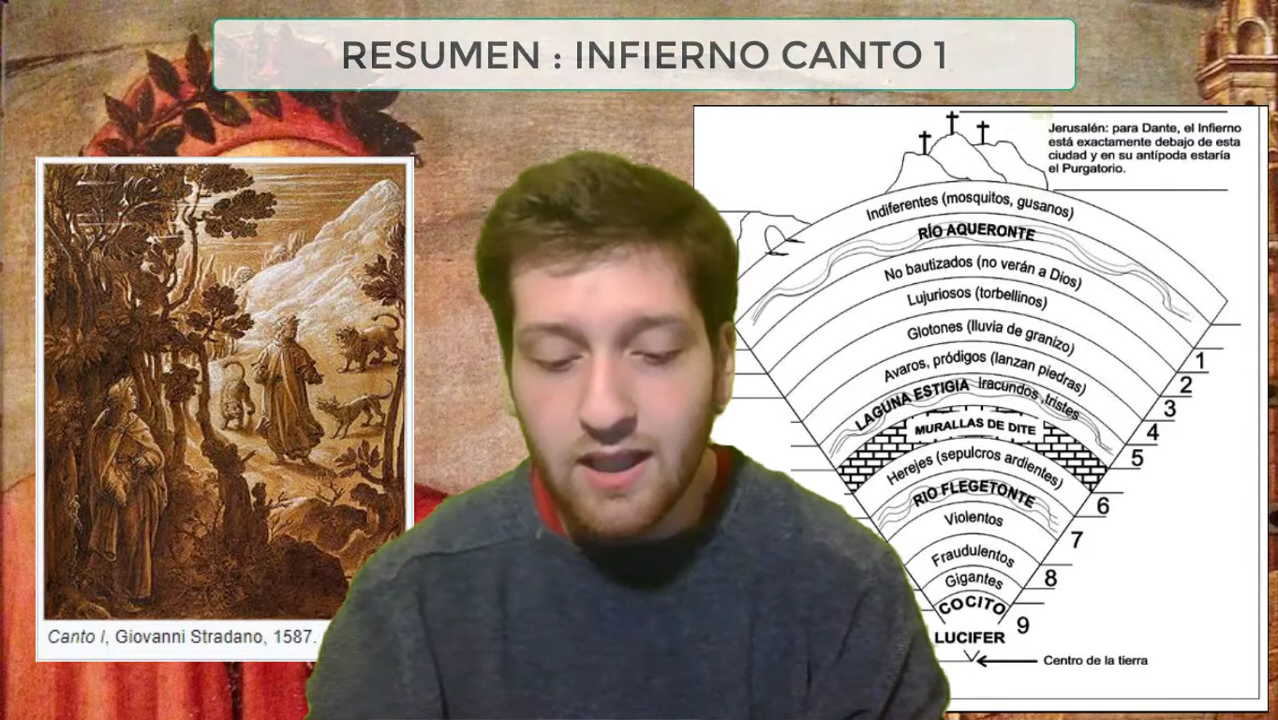 RESUMEN : INFIERNO CANTO 1
Canto I, Giovanni Stradano, 1587.
Jerusalén: para Dante, el Infierno
está exactamente debajo de esta
ciudad y en su antípoda estaría
el Purgatorio.
Indiferentes (mosquitos, gusanos)
RÍO AQUERONTE
No bautizados (no verán a Dios)
Lujuriosos (torbellinos)
Glotones (lluvia de granizo)
Avaros, pródigos (lanzan piedras)
LAGUNA ESTIGIA Iracundos ,tristes
MURALLAS DE DITE
Herejes (sepulcros ardientes)
RIO FLEGETONTE
Violentos
Fraudulentos
Gigantes
COCITO
LUCIFER
1
2
3
4
5
6
7
8
9
Centro de la tierra